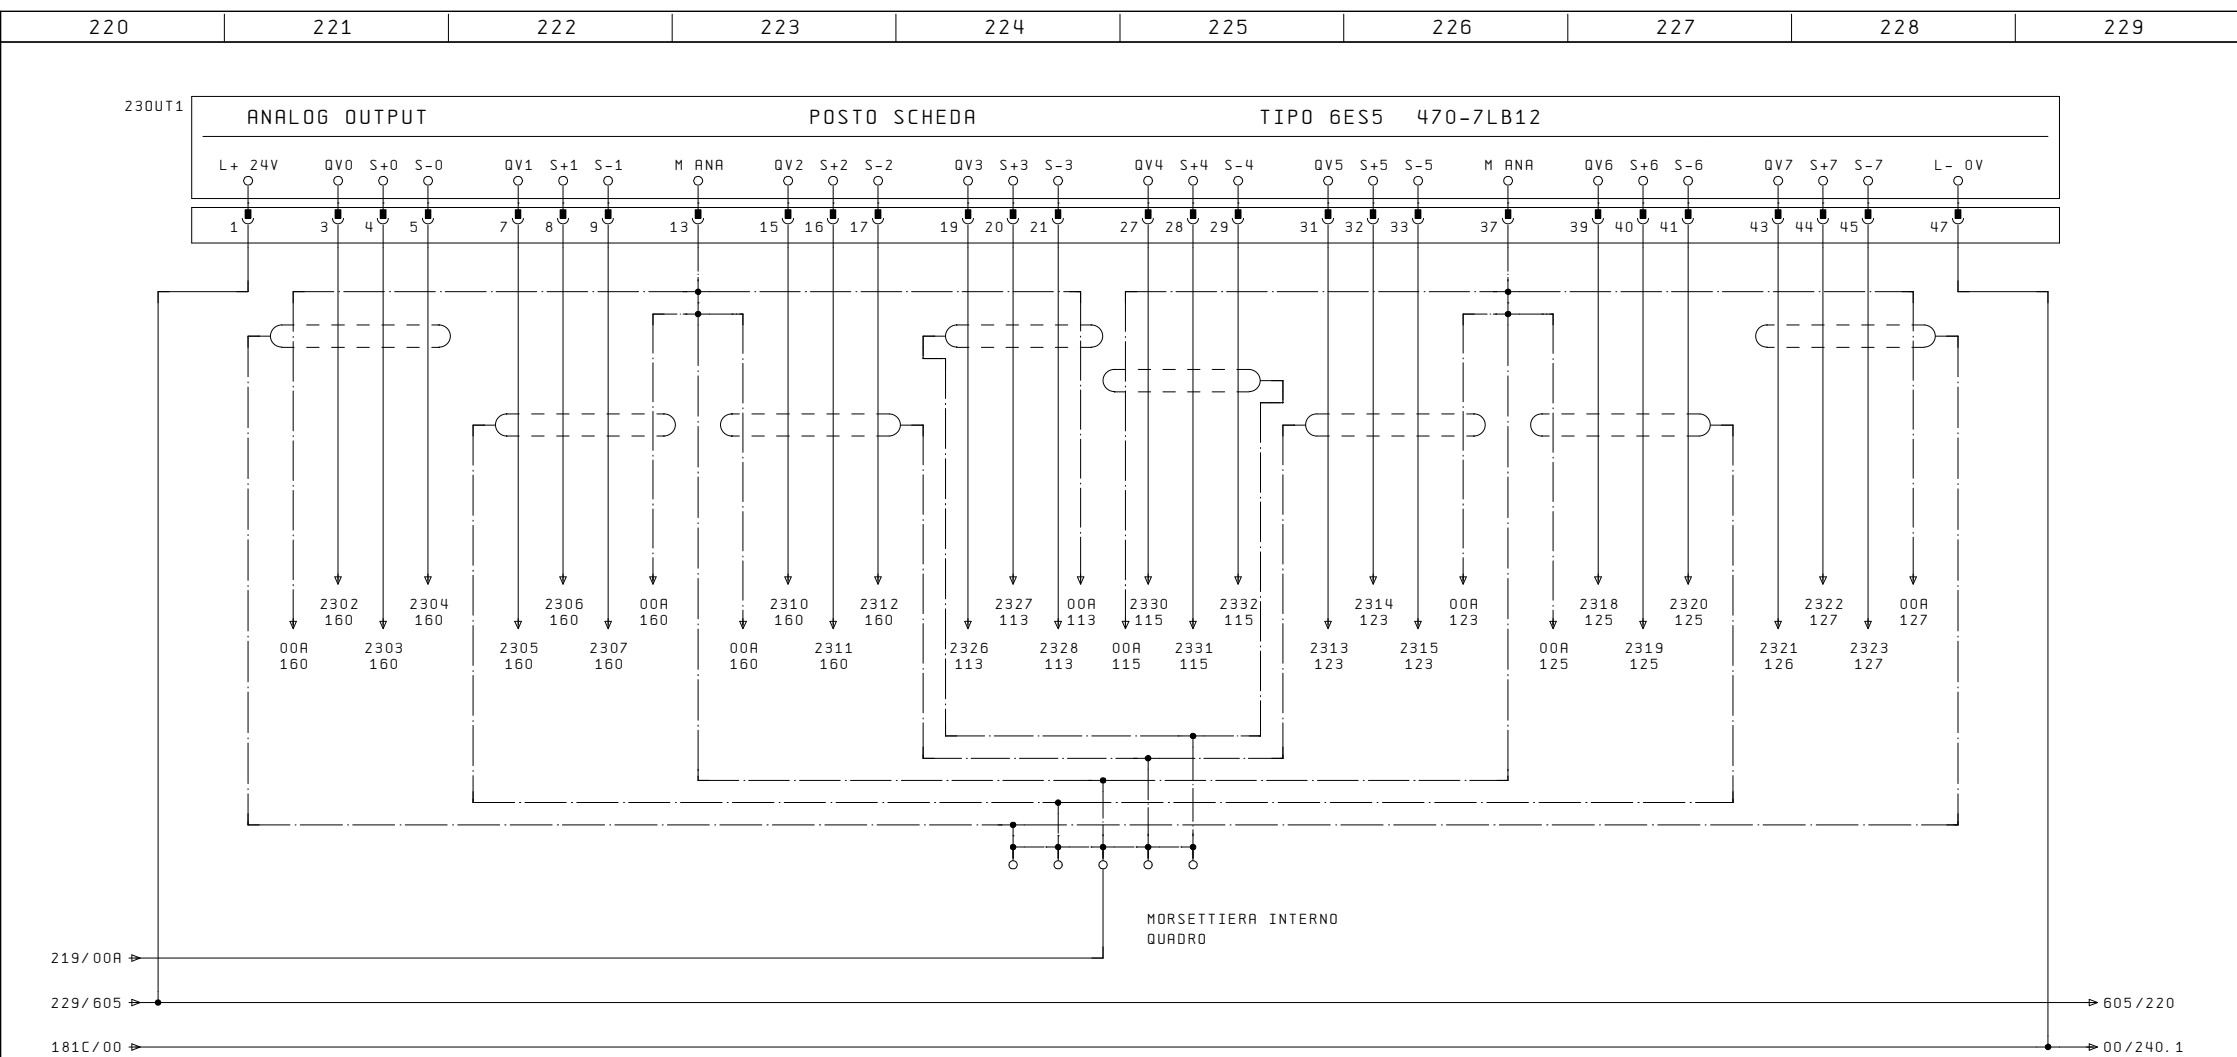 220 221 222 223 224 225 226 227 228 229
230UT1
ANALOG OUTPUT POSTO SCHEDA TIPO 6ES5 470-7LB12
L+ 24V QV0 S+0 S-0 QV1 S+1 S-1 M ANA QV2 S+2 S-2 QV3 S+3 S-3 QV4 S+4 S-4 QV5 S+5 S-5 M ANA QV6 S+6 S-6 QV7 S+7 S-7 L- 0V
1 3 4 5 7 8 9 13 15 16 17 19 20 21 27 28 29 31 32 33 37 39 40 41 43 44 45 47
2302 2304 2306 00A 2310 2312 2327 00A 2330 2332 2314 00A 2318 2320 2322 00A
160 160 160 160 160 160 113 113 115 115 123 123 125 125 127 127
00A 2303 2305 2307 00A 2311 2326 2328 00A 2331 2313 2315 00A 2319 2321 2323
160 160 160 160 160 160 113 113 115 115 123 123 125 125 126 127
MORSETTIERA INTERNO
QUADRO
219/00A
229/605 605/220
181C/00 00/240.1